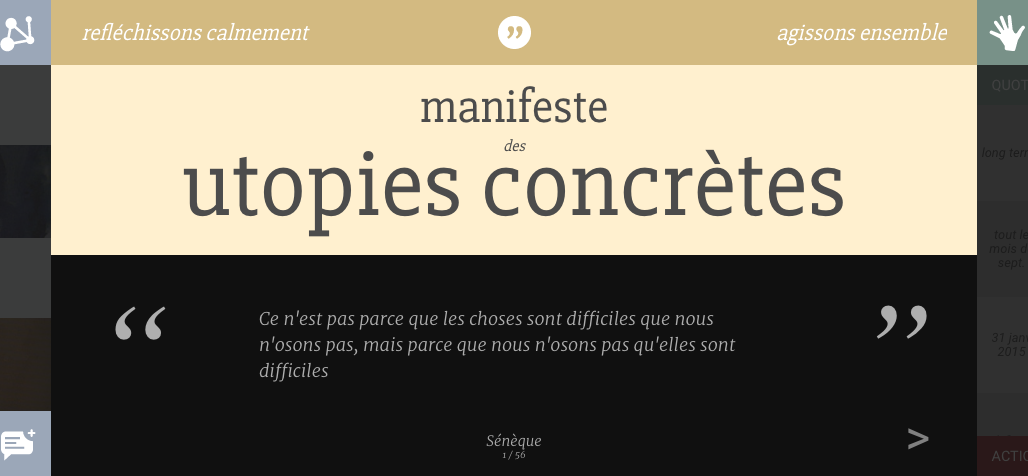 refléchissons calmement
agissons ensemble
manifeste
des
utopies concrètes
Ce n'est pas parce que les choses sont difficiles que nous
n'osons pas, mais parce que nous n'osons pas qu'elles sont
difficiles
Sénèque
1 / 56
>
QUOT
long ten
tout le
mois d
sept.
31 jan
2015
ACTIO